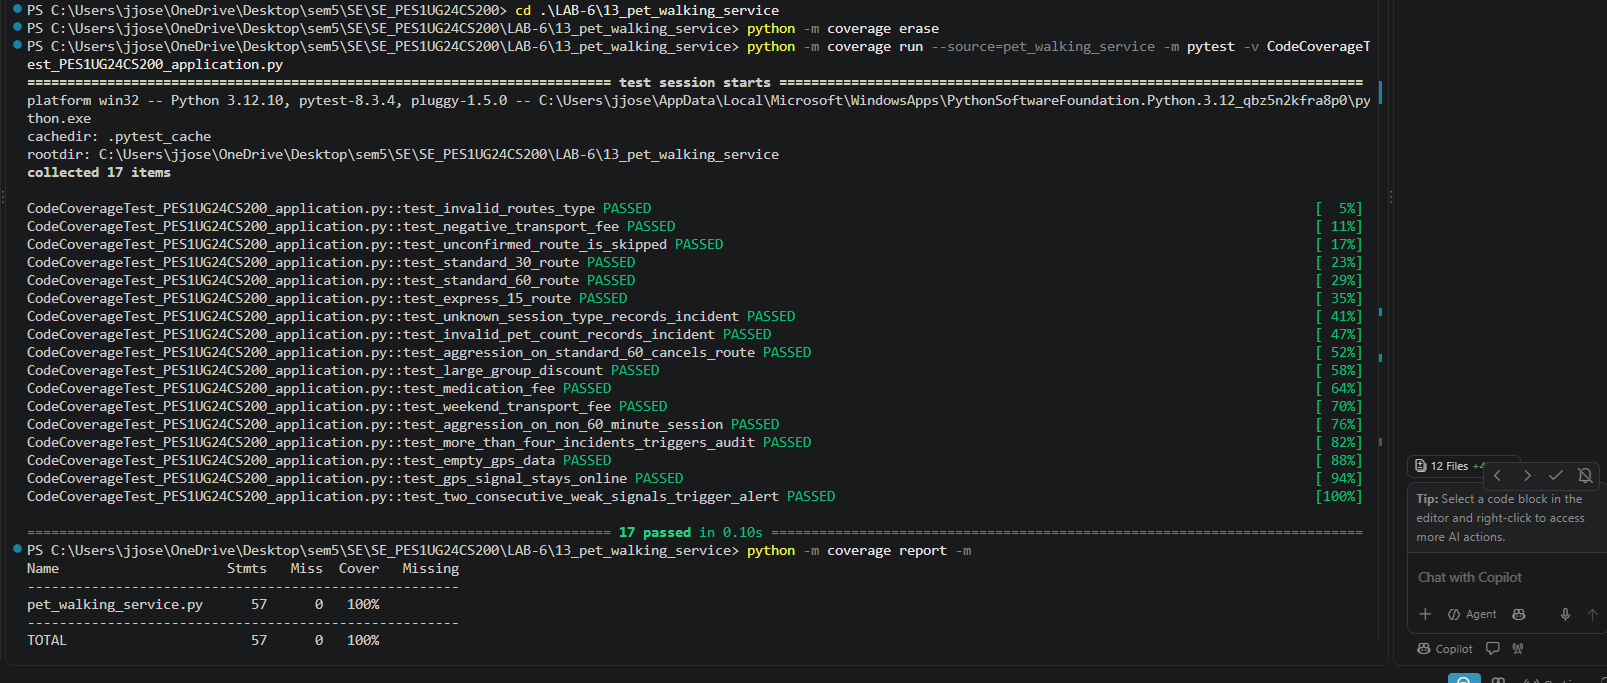 PS C:\Users\jjose\OneDrive\Desktop\sem5\SE\SE_PES1UG24CS200> cd .\LAB-6\13_pet_walking_service
PS C:\Users\jjose\OneDrive\Desktop\sem5\SE\SE_PES1UG24CS200\LAB-6\13_pet_walking_service> python -m coverage erase
PS C:\Users\jjose\OneDrive\Desktop\sem5\SE\SE_PES1UG24CS200\LAB-6\13_pet_walking_service> python -m coverage run --source=pet_walking_service -m pytest -v CodeCoverageT
est_PES1UG24CS200_application.py
========================================================================= test session starts =========================================================================
platform win32 -- Python 3.12.10, pytest-8.3.4, pluggy-1.5.0 -- C:\Users\jjose\AppData\Local\Microsoft\WindowsApps\PythonSoftwareFoundation.Python.3.12_qbz5n2kfra8p0\py
thon.exe
cachedir: .pytest_cache
rootdir: C:\Users\jjose\OneDrive\Desktop\sem5\SE\SE_PES1UG24CS200\LAB-6\13_pet_walking_service
collected 17 items
CodeCoverageTest_PES1UG24CS200_application.py::test_invalid_routes_type PASSED [  5%]
CodeCoverageTest_PES1UG24CS200_application.py::test_negative_transport_fee PASSED [ 11%]
CodeCoverageTest_PES1UG24CS200_application.py::test_unconfirmed_route_is_skipped PASSED [ 17%]
CodeCoverageTest_PES1UG24CS200_application.py::test_standard_30_route PASSED [ 23%]
CodeCoverageTest_PES1UG24CS200_application.py::test_standard_60_route PASSED [ 29%]
CodeCoverageTest_PES1UG24CS200_application.py::test_express_15_route PASSED [ 35%]
CodeCoverageTest_PES1UG24CS200_application.py::test_unknown_session_type_records_incident PASSED [ 41%]
CodeCoverageTest_PES1UG24CS200_application.py::test_invalid_pet_count_records_incident PASSED [ 47%]
CodeCoverageTest_PES1UG24CS200_application.py::test_aggression_on_standard_60_cancels_route PASSED [ 52%]
CodeCoverageTest_PES1UG24CS200_application.py::test_large_group_discount PASSED [ 58%]
CodeCoverageTest_PES1UG24CS200_application.py::test_medication_fee PASSED [ 64%]
CodeCoverageTest_PES1UG24CS200_application.py::test_weekend_transport_fee PASSED [ 70%]
CodeCoverageTest_PES1UG24CS200_application.py::test_aggression_on_non_60_minute_session PASSED [ 76%]
CodeCoverageTest_PES1UG24CS200_application.py::test_more_than_four_incidents_triggers_audit PASSED [ 82%]
CodeCoverageTest_PES1UG24CS200_application.py::test_empty_gps_data PASSED [ 88%]
CodeCoverageTest_PES1UG24CS200_application.py::test_gps_signal_stays_online PASSED [ 94%]
CodeCoverageTest_PES1UG24CS200_application.py::test_two_consecutive_weak_signals_trigger_alert PASSED [100%]
========================================================================= 17 passed in 0.10s ==========================================================================
PS C:\Users\jjose\OneDrive\Desktop\sem5\SE\SE_PES1UG24CS200\LAB-6\13_pet_walking_service> python -m coverage report -m
Name                     Stmts   Miss  Cover   Missing
------------------------------------------------------
pet_walking_service.py      57      0   100%
------------------------------------------------------
TOTAL                       57      0   100%
12 Files
Tip: Select a code block in the
editor and right-click to access
more AI actions.
Chat with Copilot
Agent
Copilot